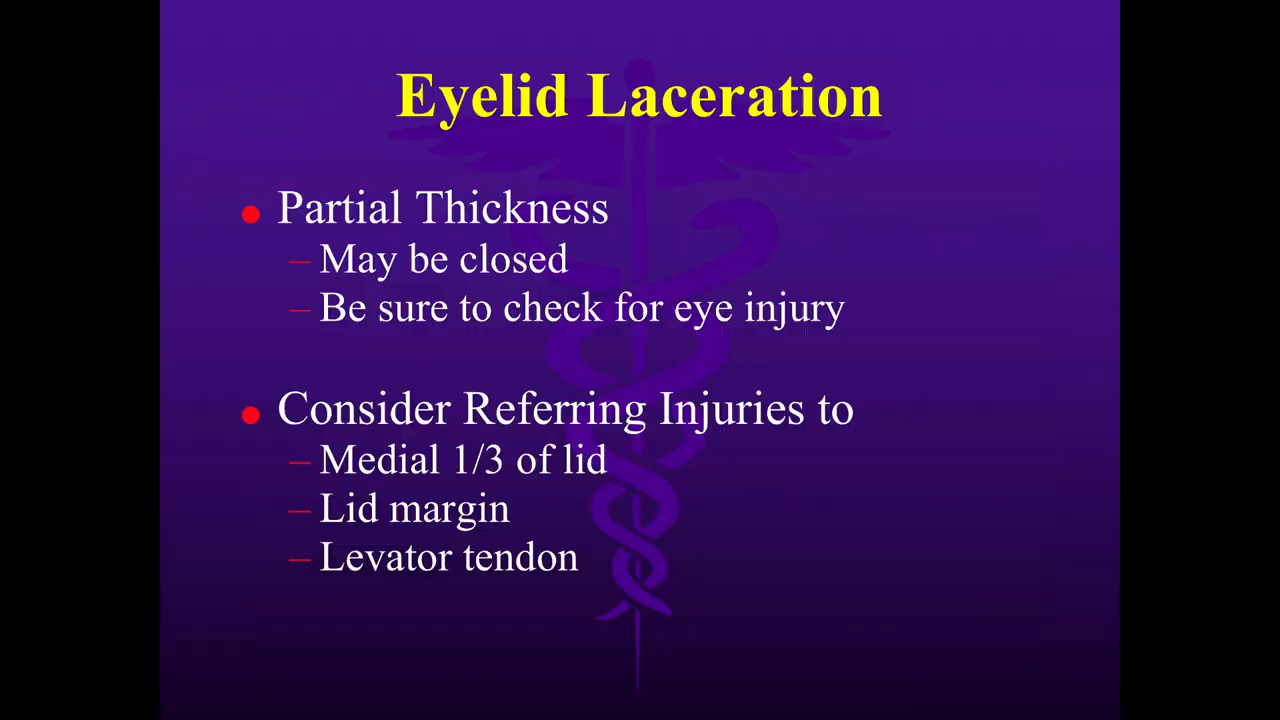 Eyelid Laceration
• Partial Thickness
– May be closed
– Be sure to check for eye injury
• Consider Referring Injuries to
– Medial 1/3 of lid
– Lid margin
– Levator tendon